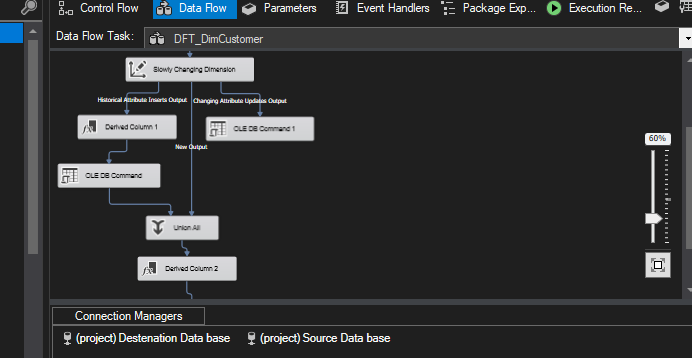 Control Flow
Data Flow
Parameters
Event Handlers
Package Exp...
Execution Re...
Data Flow Task:
DFT_DimCustomer
Slowly Changing Dimension
Historical Attribute Inserts Output
Changing Attribute Updates Output
Derived Column 1
OLE DB Command 1
New Output
OLE DB Command
Union All
Derived Column 2
60%
Connection Managers
(project) Destenation Data base
(project) Source Data base